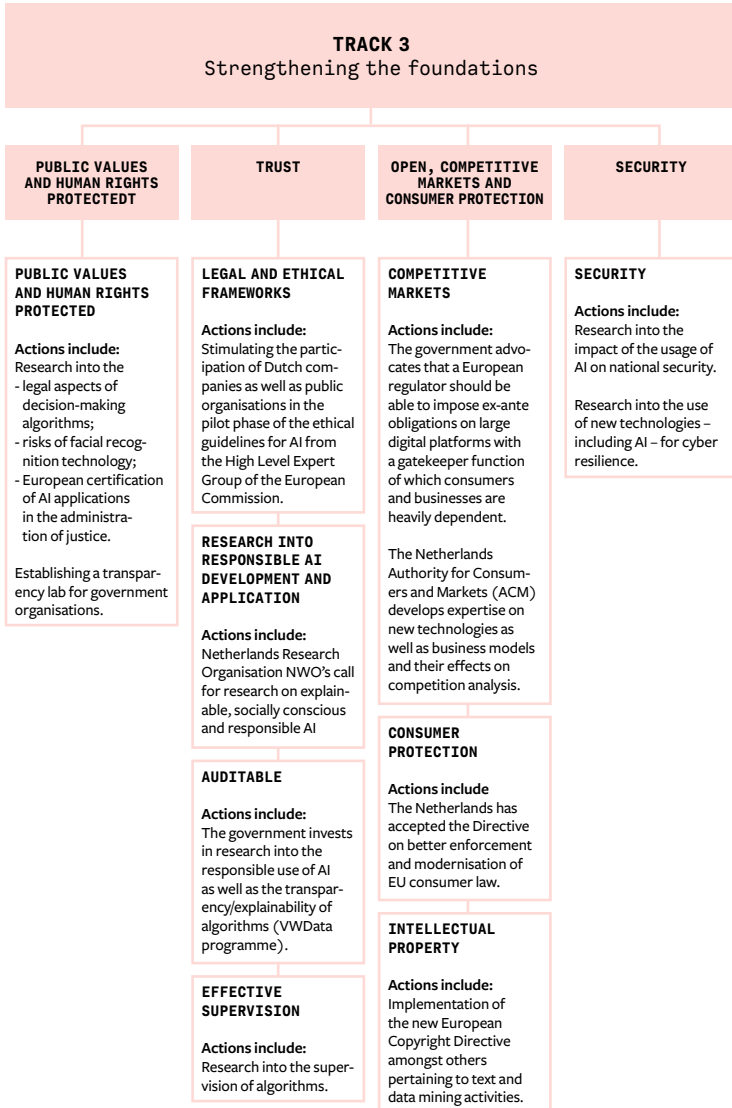 TRACK 3
Strengthening the foundations
PUBLIC VALUES
AND HUMAN RIGHTS
PROTECTEDT
PUBLIC VALUES
AND HUMAN RIGHTS
PROTECTED
Actions include:
Research into the
- legal aspects of
decision-making
algorithms;
- risks of facial recog-
nition technology;
- European certification
of AI applications
in the administra-
tion of justice.
Establishing a transpar-
ency lab for government
organisations.
TRUST
LEGAL AND ETHICAL
FRAMEWORKS
Actions include:
Stimulating the partic-
ipation of Dutch com-
panies as well as public
organisations in the
pilot phase of the ethical
guidelines for AI from
the High Level Expert
Group of the European
Commission.
RESEARCH INTO
RESPONSIBLE AI
DEVELOPMENT AND
APPLICATION
Actions include:
Netherlands Research
Organisation NWO's call
for research on explain-
able, socially conscious
and responsible AI
AUDITABLE
Actions include:
The government invests
in research into the
responsible use of AI
as well as the transpar-
ency/explainability of
algorithms (VWData
programme).
EFFECTIVE
SUPERVISION
Actions include:
Research into the super-
vision of algorithms.
OPEN, COMPETITIVE
MARKETS AND
CONSUMER PROTECTION
COMPETITIVE
MARKETS
Actions include:
The government advo-
cates that a European
regulator should be
able to impose ex-ante
obligations on large
digital platforms with
a gatekeeper function
of which consumers
and businesses are
heavily dependent.
The Netherlands
Authority for Consum-
ers and Markets (ACM)
develops expertise on
new technologies as
well as business models
and their effects on
competition analysis.
CONSUMER
PROTECTION
Actions include
The Netherlands has
accepted the Directive
on better enforcement
and modernisation of
EU consumer law.
INTELLECTUAL
PROPERTY
Actions include:
Implementation of
the new European
Copyright Directive
amongst others
pertaining to text and
data mining activities.
SECURITY
SECURITY
Actions include:
Research into the
impact of the usage of
AI on national security.
Research into the use
of new technologies –
including AI – for cyber
resilience.